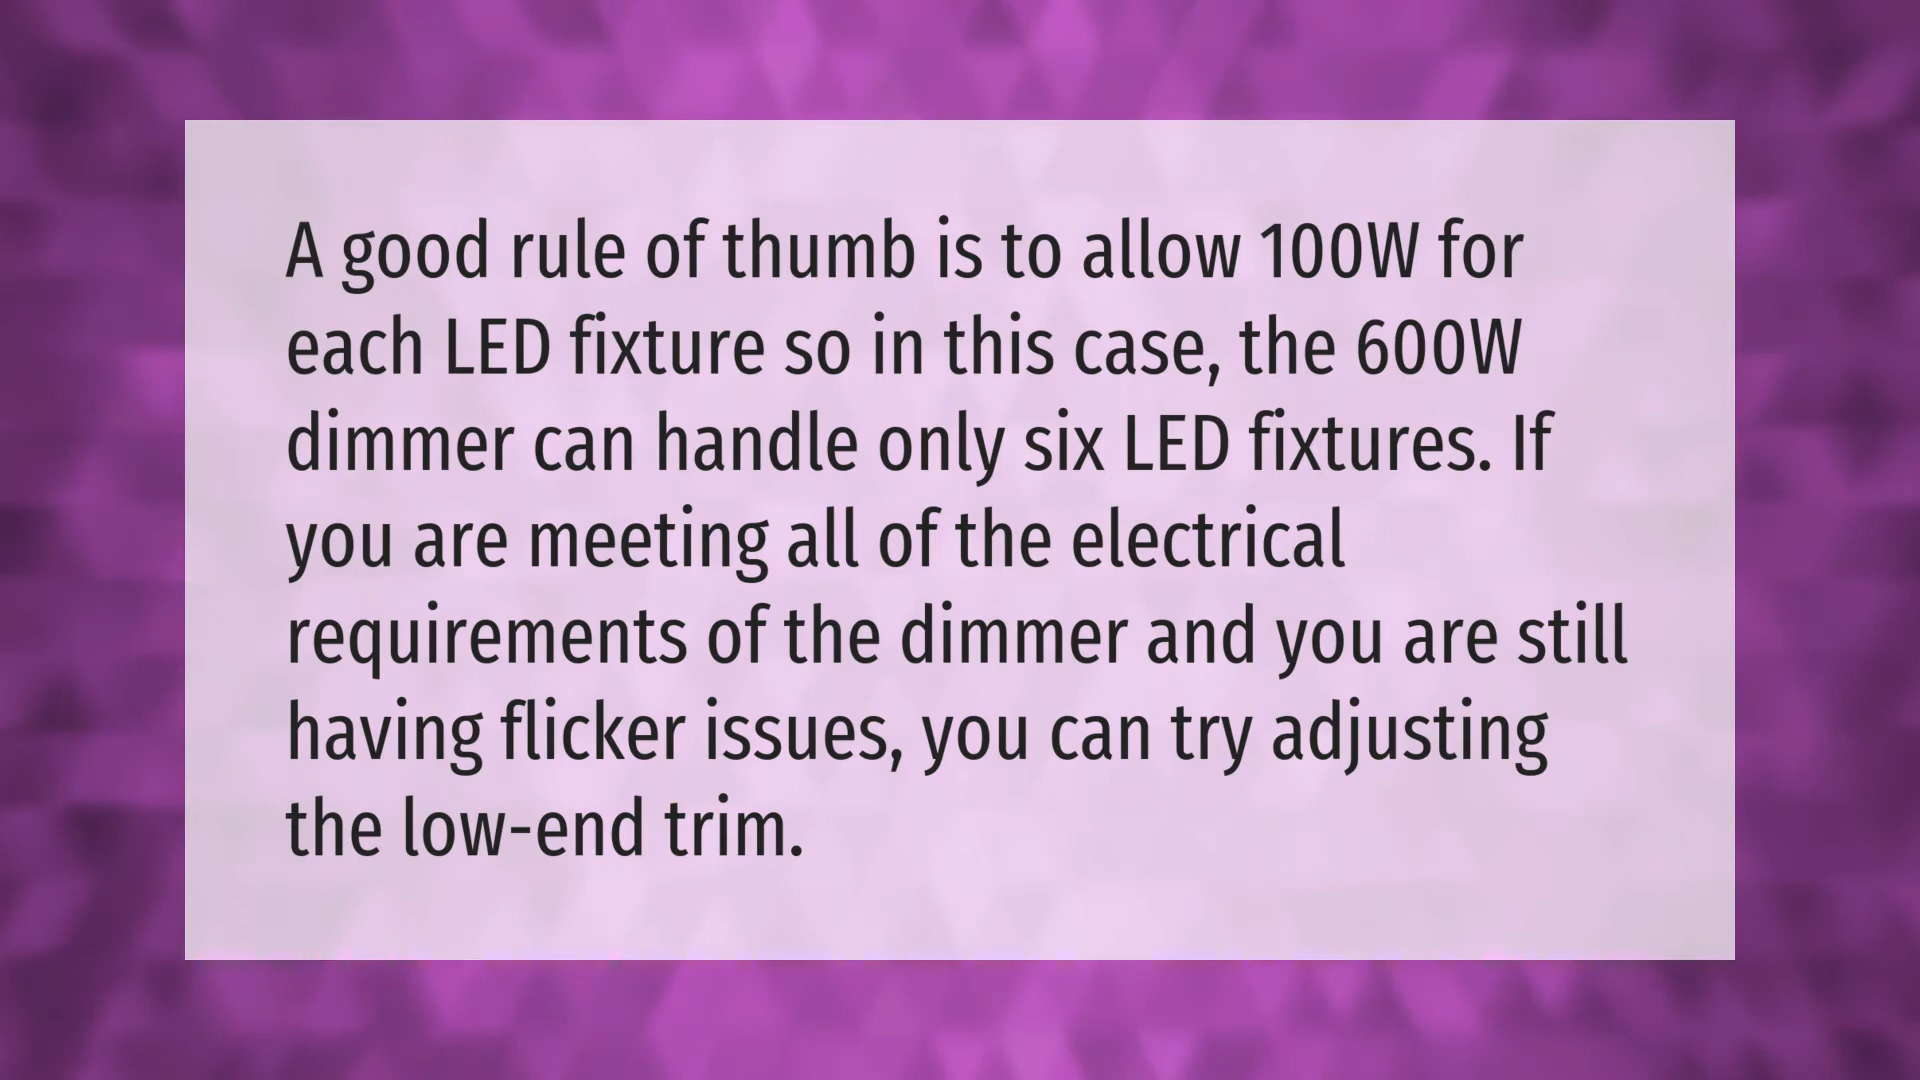 A good rule of thumb is to allow 100W for
each LED fixture so in this case, the 600W
dimmer can handle only six LED fixtures. If
you are meeting all of the electrical
requirements of the dimmer and you are still
having flicker issues, you can try adjusting
the low-end trim.